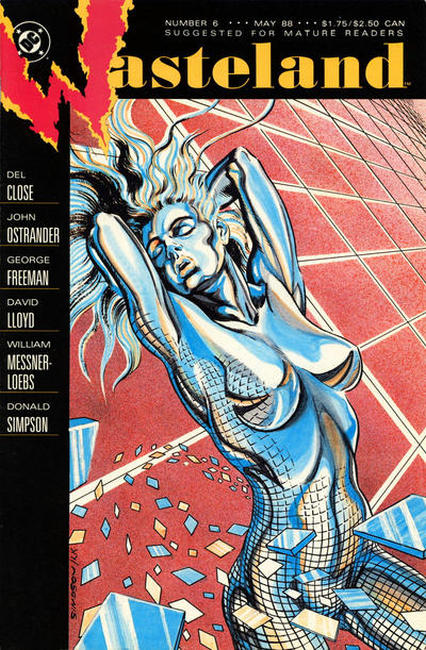 DC
NUMBER 6 ••• MAY 88 ••• $1.75/$2.50 CAN
SUGGESTED FOR MATURE READERS
Wasteland™
DEL
CLOSE
JOHN
OSTRANDER
GEORGE
FREEMAN
DAVID
LLOYD
WILLIAM
MESSNER-
LOEBS
DONALD
SIMPSON